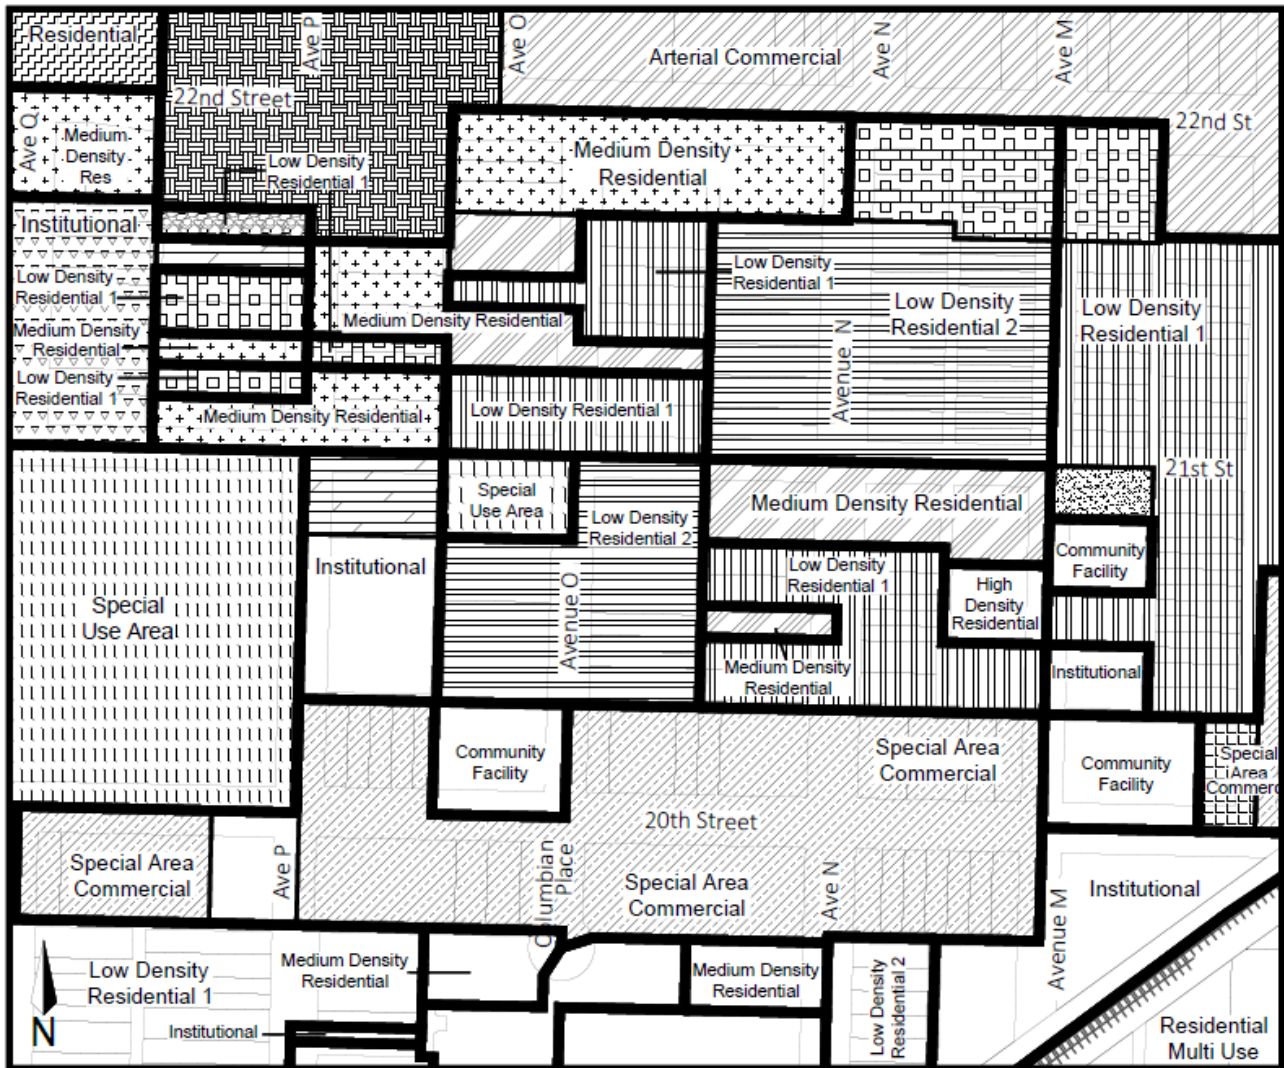 Residential
Ave P
Ave O
Arterial Commercial
Ave N
Ave M
22nd Street
22nd St
Ave Q
Medium
Density
Res
Low Density
Residential 1
Medium Density
Residential
Institutional
Low Density
Residential 1
Low Density
Residential 1
Medium Density Residential
Low Density
Residential 2
Avenue N
Low Density
Residential 1
Medium Density
Residential
Low Density
Residential 1
Medium Density Residential
Low Density Residential 1
21st St
Special
Use Area
Low Density
Residential 2
Medium Density Residential
Institutional
Community
Facility
Low Density
Residential 1
High
Density
Residential
Special
Use Area
Avenue O
Medium Density
Residential
Institutional
Community
Facility
Special Area
Commercial
Community
Facility
Special
Area
Commerc
20th Street
Special Area
Commercial
Ave P
Columbian
Place
Special Area
Commercial
Ave N
Institutional
Avenue M
Low Density
Residential 1
Medium Density
Residential
Medium Density
Residential
Low Density
Residential 2
Institutional
N
Residential
Multi Use